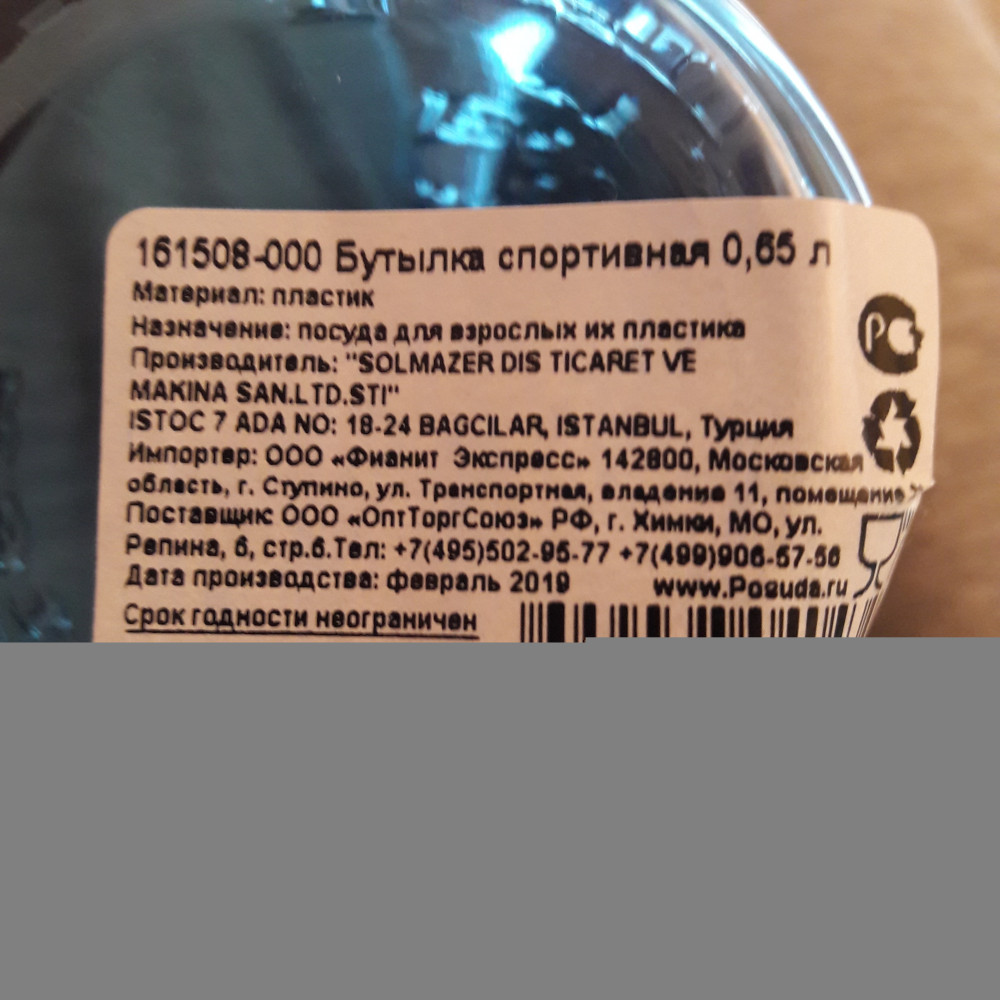 161508-000 Бутылка спортивная 0,65 л
Материал: пластик
Назначение: посуда для взрослых их пластика
Производитель: "SOLMAZER DIS TICARET VE
MAKINA SAN.LTD.STI"
ISTOC 7 ADA NO: 18-24 BAGCILAR, ISTANBUL, Турция
Импортер: ООО «Фианит Экспресс» 142800, Московская
область, г. Ступино, ул. Транспортная, владение 11, помещение
Поставщик: ООО «ОптТоргСоюз» РФ, г. Химки, МО, ул.
Репина, 6, стр.6.Тел: +7(495)502-95-77 +7(499)906-57-56
Дата производства: февраль 2019 www.Posuda.ru
Срок годности неограничен
РС